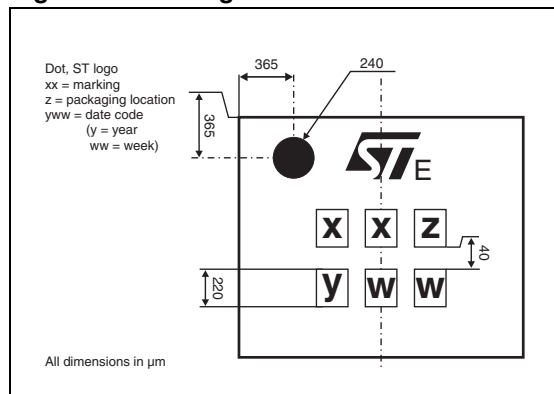 Dot, ST logo
xx = marking
z = packaging location
yww = date code
(y = year
ww = week)
365
240
365
ST E
x x z
40
220
y w w
All dimensions in µm